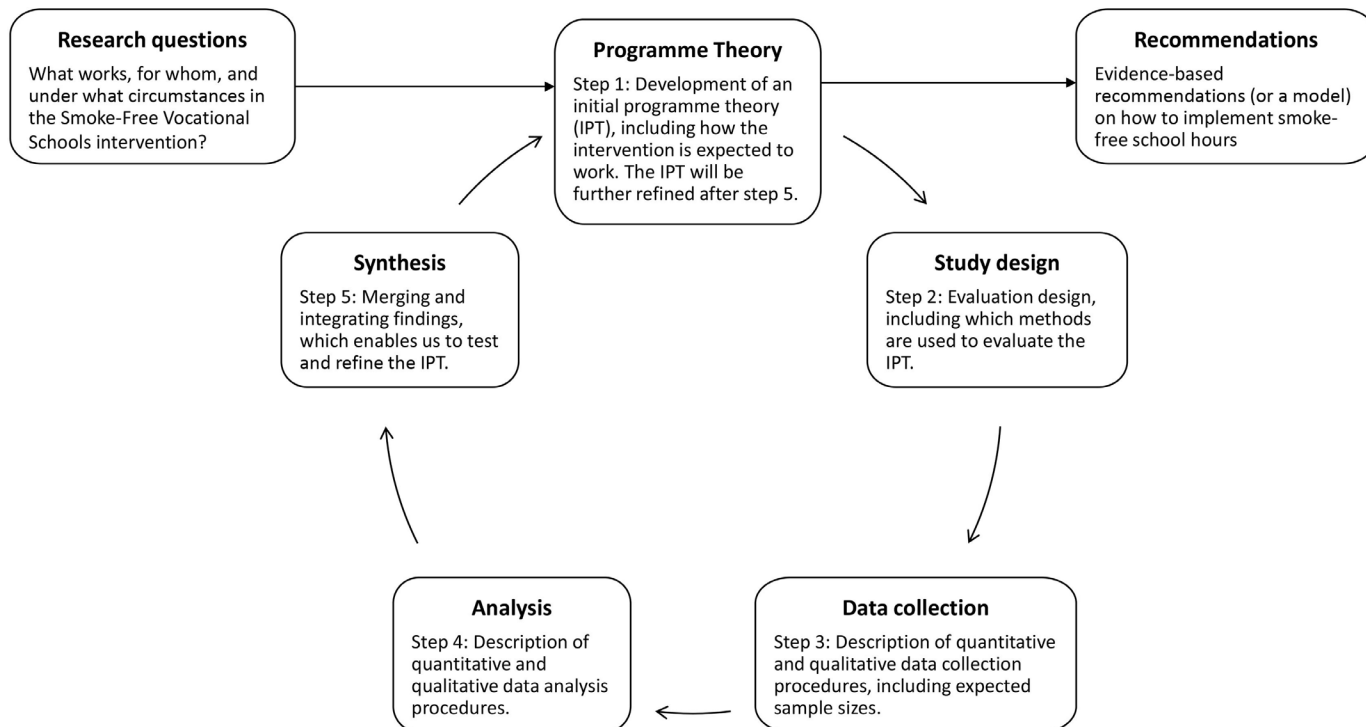 Research questions
What works, for whom, and
under what circumstances in
the Smoke-Free Vocational
Schools intervention?
Programme Theory
Step 1: Development of an
initial programme theory
(IPT), including how the
intervention is expected to
work. The IPT will be
further refined after step 5.
Recommendations
Evidence-based
recommendations (or a model)
on how to implement smoke-
free school hours
Synthesis
Step 5: Merging and
integrating findings,
which enables us to test
and refine the IPT.
Study design
Step 2: Evaluation design,
including which methods
are used to evaluate the
IPT.
Analysis
Step 4: Description of
quantitative and
qualitative data analysis
procedures.
Data collection
Step 3: Description of quantitative
and qualitative data collection
procedures, including expected
sample sizes.